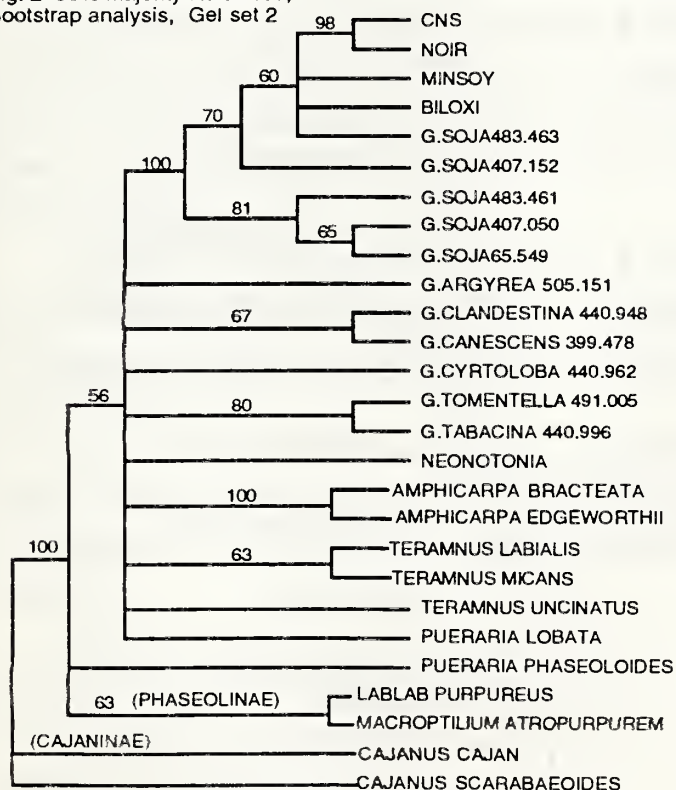 Bootstrap analysis, Gel set 2
98
CNS
NOIR
60
MINSOY
BILOXI
70
G.SOJA483.463
100
G.SOJA407.152
G.SOJA483.461
81
65
G.SOJA407.050
G.SOJA65.549
G.ARGYREA 505.151
67
G.CLANDESTINA 440.948
G.CANESCENS 399.478
G.CYRTOLOBA 440.962
56
80
G.TOMENTELLA 491.005
G.TABACINA 440.996
NEONOTONIA
100
AMPHICARPA BRACTEATA
AMPHICARPA EDGEWORTHII
100
63
TERAMNUS LABIALIS
TERAMNUS MICANS
TERAMNUS UNCINATUS
PUERARIA LOBATA
PUERARIA PHASEOLOIDES
63 (PHASEOLINAE)
LABLAB PURPUREUS
MACROPTILIUM ATROPURPUREM
(CAJANINAE)
CAJANUS CAJAN
CAJANUS SCARABAEOIDES